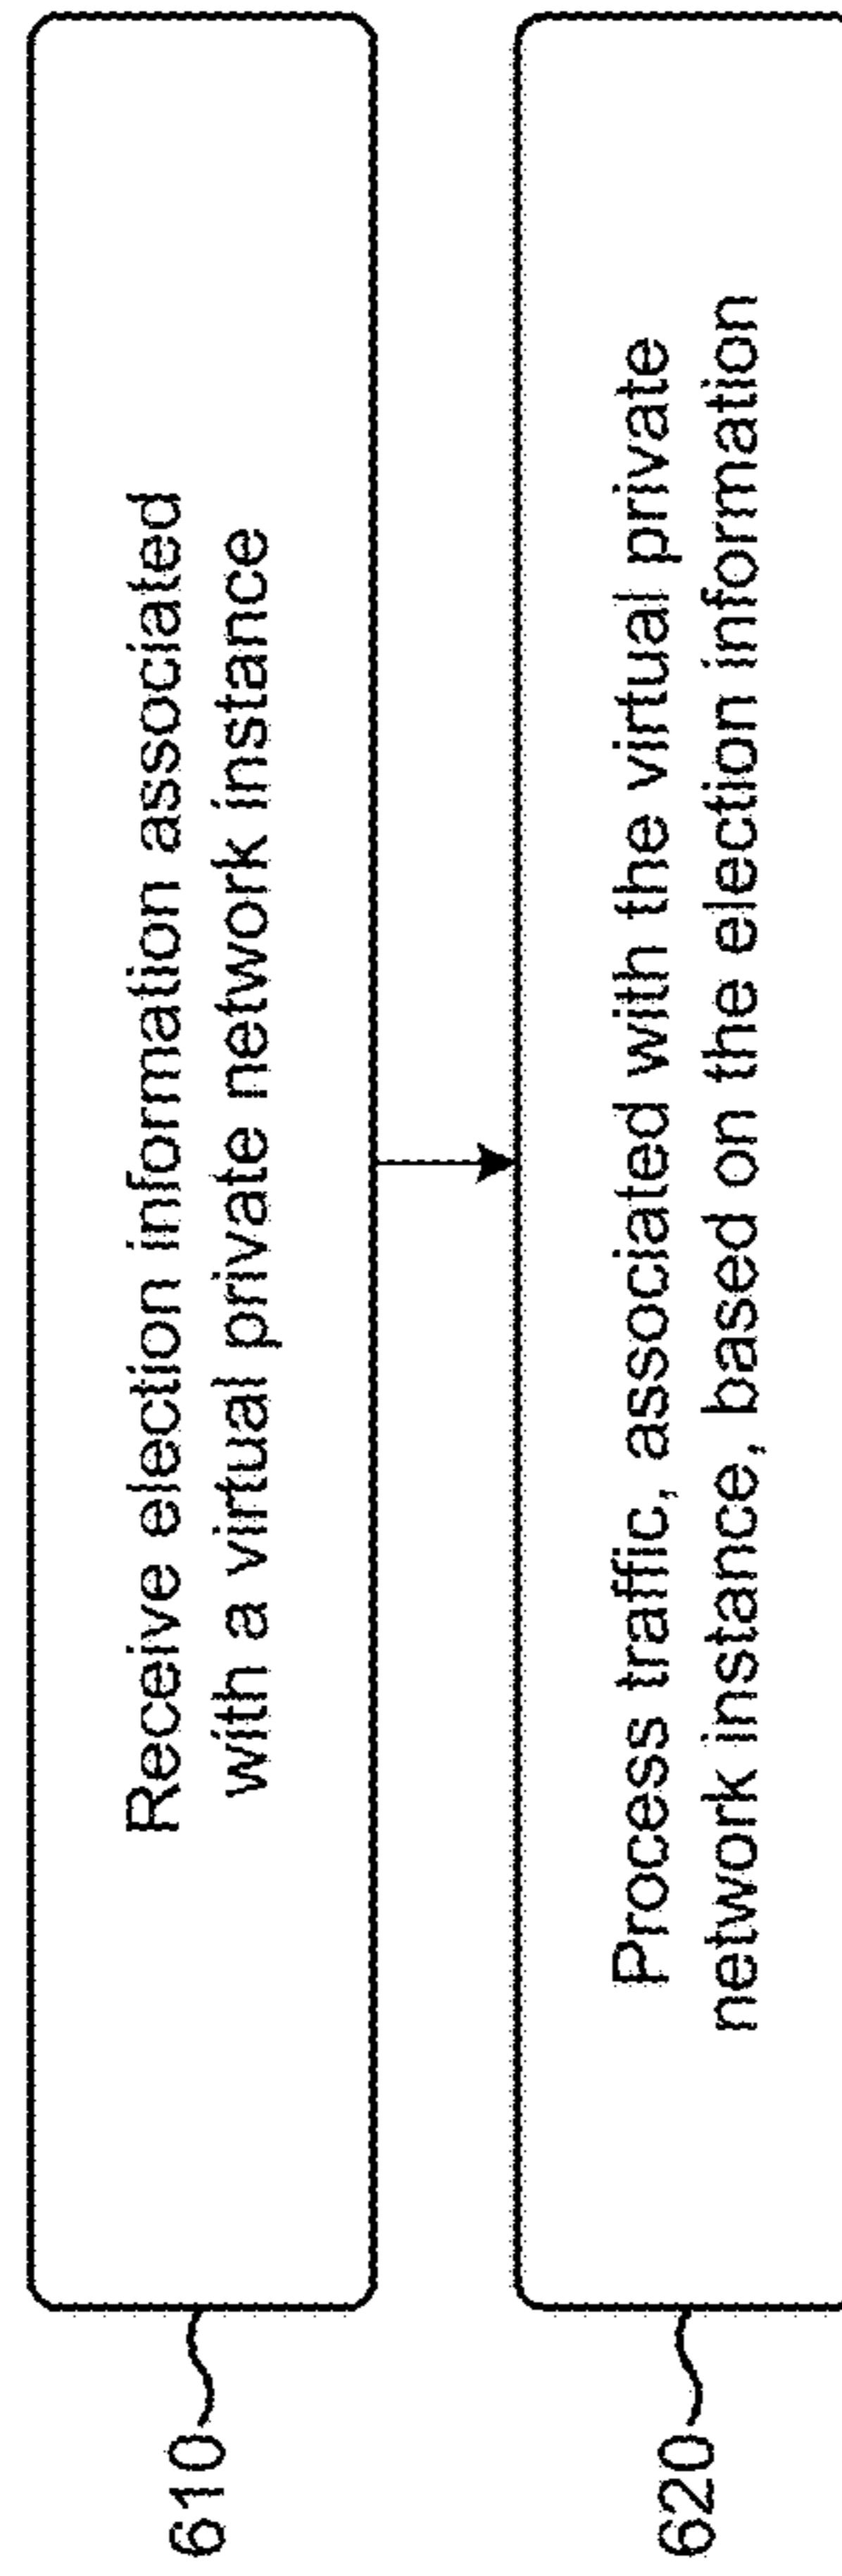 610
Receive election information associated
with a virtual private network instance
620
Process traffic, associated with the virtual private
network instance, based on the election information